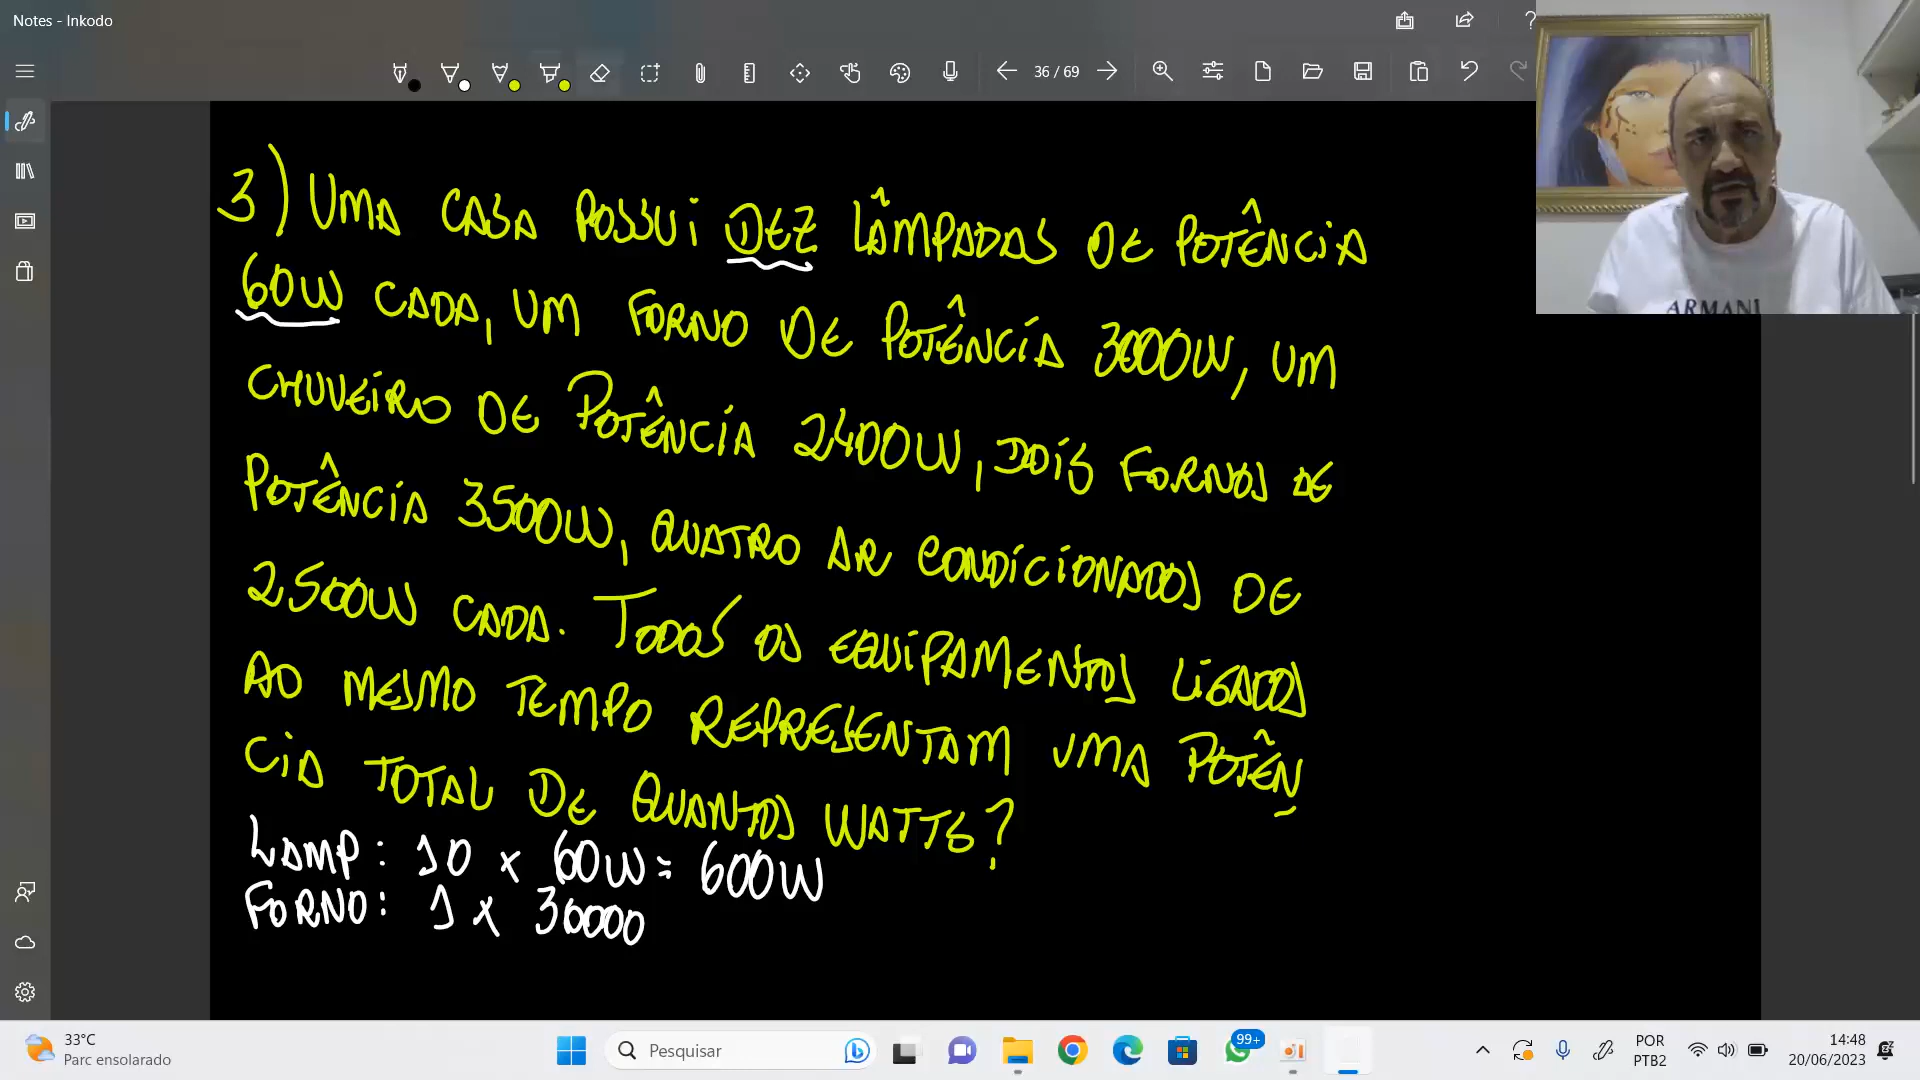 Notes - Inkodo
?
36 / 69
3) UMA CASA POSSUI DEZ LÂMPADAS DE POTÊNCIA
60W CADA, UM FORNO DE POTÊNCIA 3000W, UM
CHUVEIRO DE POTÊNCIA 2400W, DOIS FORNOS DE
POTÊNCIA 3500W, QUATRO AR CONDICIONADOS DE
2500W CADA. TODOS OS EQUIPAMENTOS LIGADOS
AO MESMO TEMPO REPRESENTAM UMA POTÊN
CIA TOTAL DE QUANTOS WATTS?
LAMP: 10 x 60W = 600W
FORNO: 1 x 30000
ARMANI
33°C
Parc ensolarado
Pesquisar
99+
POR
PTB2
14:48
20/06/2023